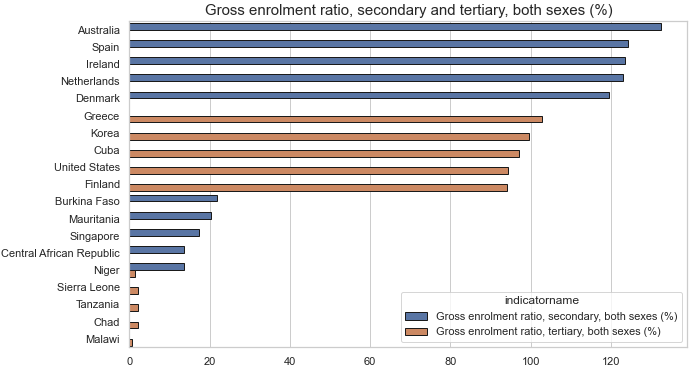 Gross enrolment ratio, secondary and tertiary, both sexes (%)
Australia
Spain
Ireland
Netherlands
Denmark
Greece
Korea
Cuba
United States
Finland
Burkina Faso
Mauritania
Singapore
Central African Republic
Niger
Sierra Leone
Tanzania
Chad
Malawi
indicatorname
Gross enrolment ratio, secondary, both sexes (%)
Gross enrolment ratio, tertiary, both sexes (%)
0 20 40 60 80 100 120